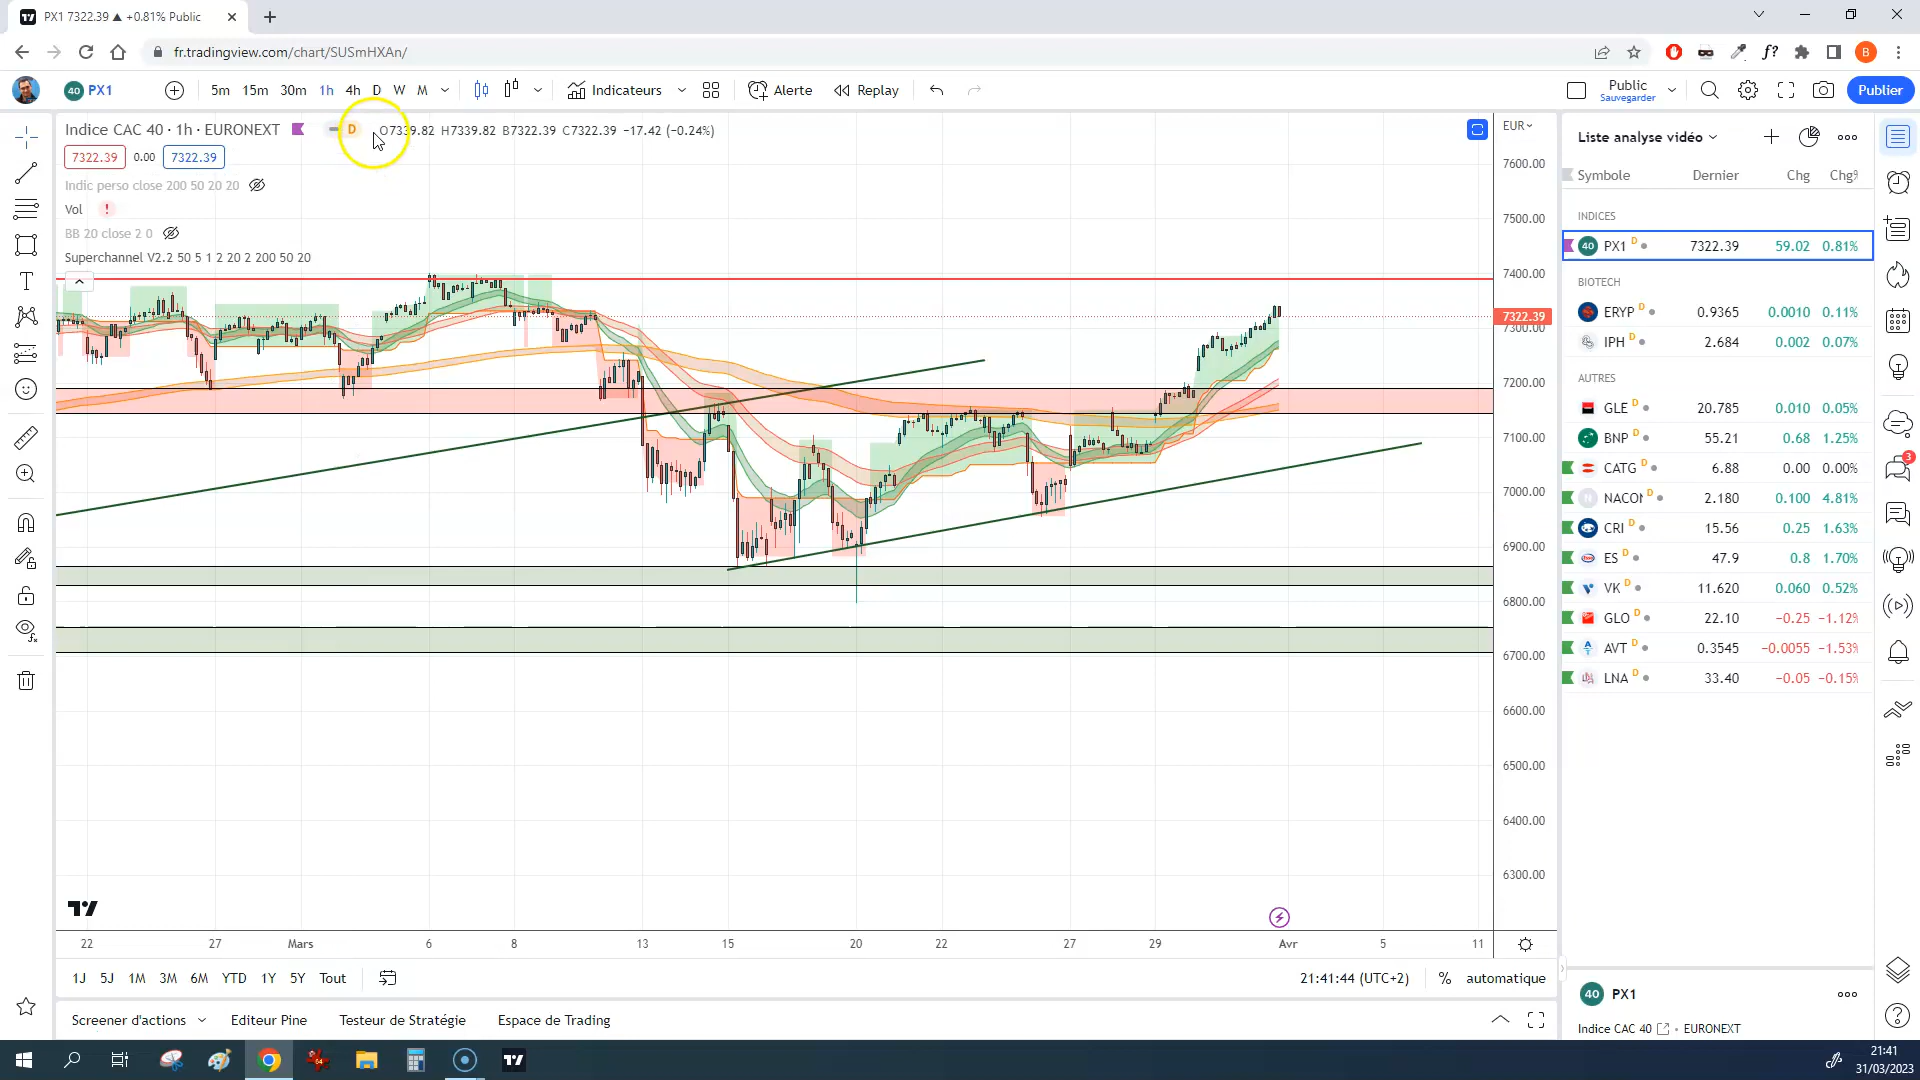 PX1 7322.39 ▲ +0.81% Public
fr.tradingview.com/chart/SUSmHXAn/
PX1
5m 15m 30m 1h 4h D W M
Indicateurs
Alerte
Replay
Public
Sauvegarder
Publier
Indice CAC 40 · 1h · EURONEXT
D
O7339.82 H7339.82 B7322.39 C7322.39 −17.42 (−0.24%)
7322.39 0.00 7322.39
Indic perso close 200 50 20 20
Vol !
BB 20 close 2 0
Superchannel V2.2 50 5 1 2 20 2 200 50 20
EUR
7600.00
7500.00
7400.00
7322.39
7300.00
7200.00
7100.00
7000.00
6900.00
6800.00
6700.00
6600.00
6500.00
6400.00
6300.00
22 27 Mars 6 8 13 15 20 22 27 29 Avr 5 11
1J 5J 1M 3M 6M YTD 1Y 5Y Tout
21:41:44 (UTC+2) % automatique
Screener d'actions
Editeur Pine
Testeur de Stratégie
Espace de Trading
Liste analyse vidéo
Symbole Dernier Chg Chg%
INDICES
40 PX1 D 7322.39 59.02 0.81%
BIOTECH
ERYP D 0.9365 0.0010 0.11%
IPH D 2.684 0.002 0.07%
AUTRES
GLE D 20.785 0.010 0.05%
BNP D 55.21 0.68 1.25%
CATG D 6.88 0.00 0.00%
NACON D 2.180 0.100 4.81%
CRI D 15.56 0.25 1.63%
ES D 47.9 0.8 1.70%
VK D 11.620 0.060 0.52%
GLO D 22.10 −0.25 −1.12%
AVT D 0.3545 −0.0055 −1.53%
LNA D 33.40 −0.05 −0.15%
3
40 PX1
Indice CAC 40 • EURONEXT
21:41
31/03/2023